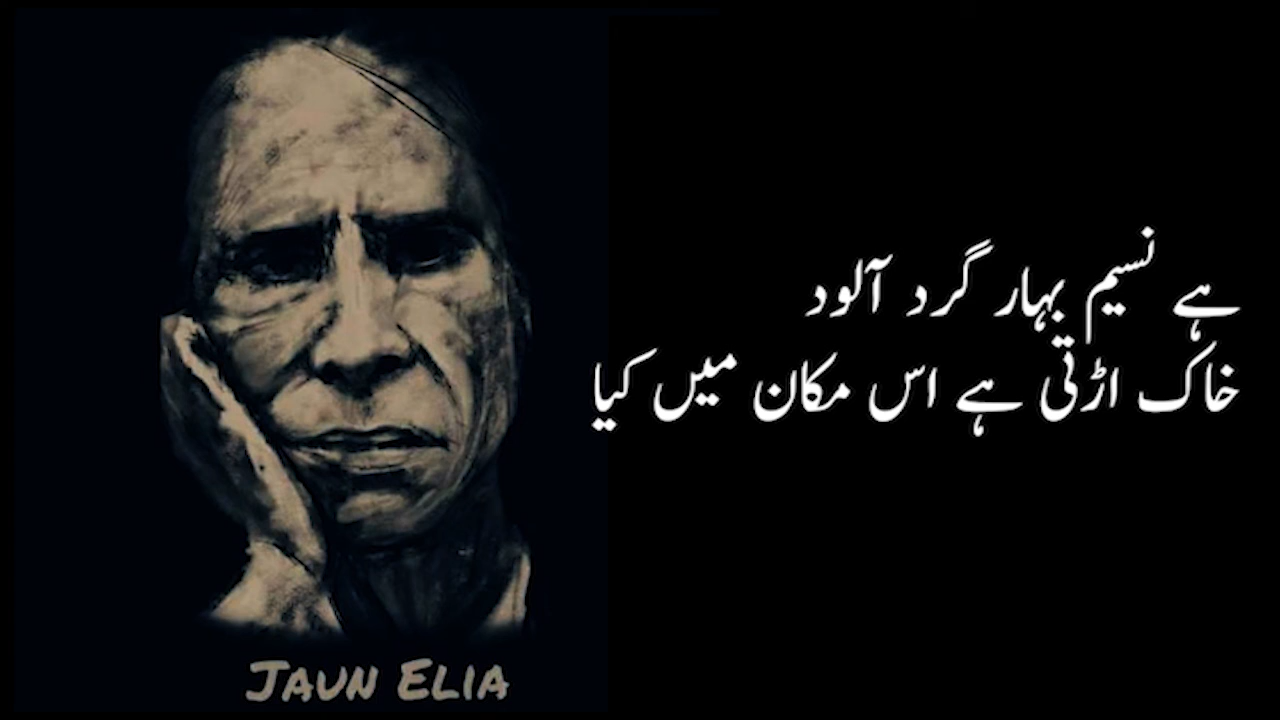 ہے نسیم بہار گرد آلود
خاک اڑتی ہے اس مکان میں کیا
JAUN ELIA